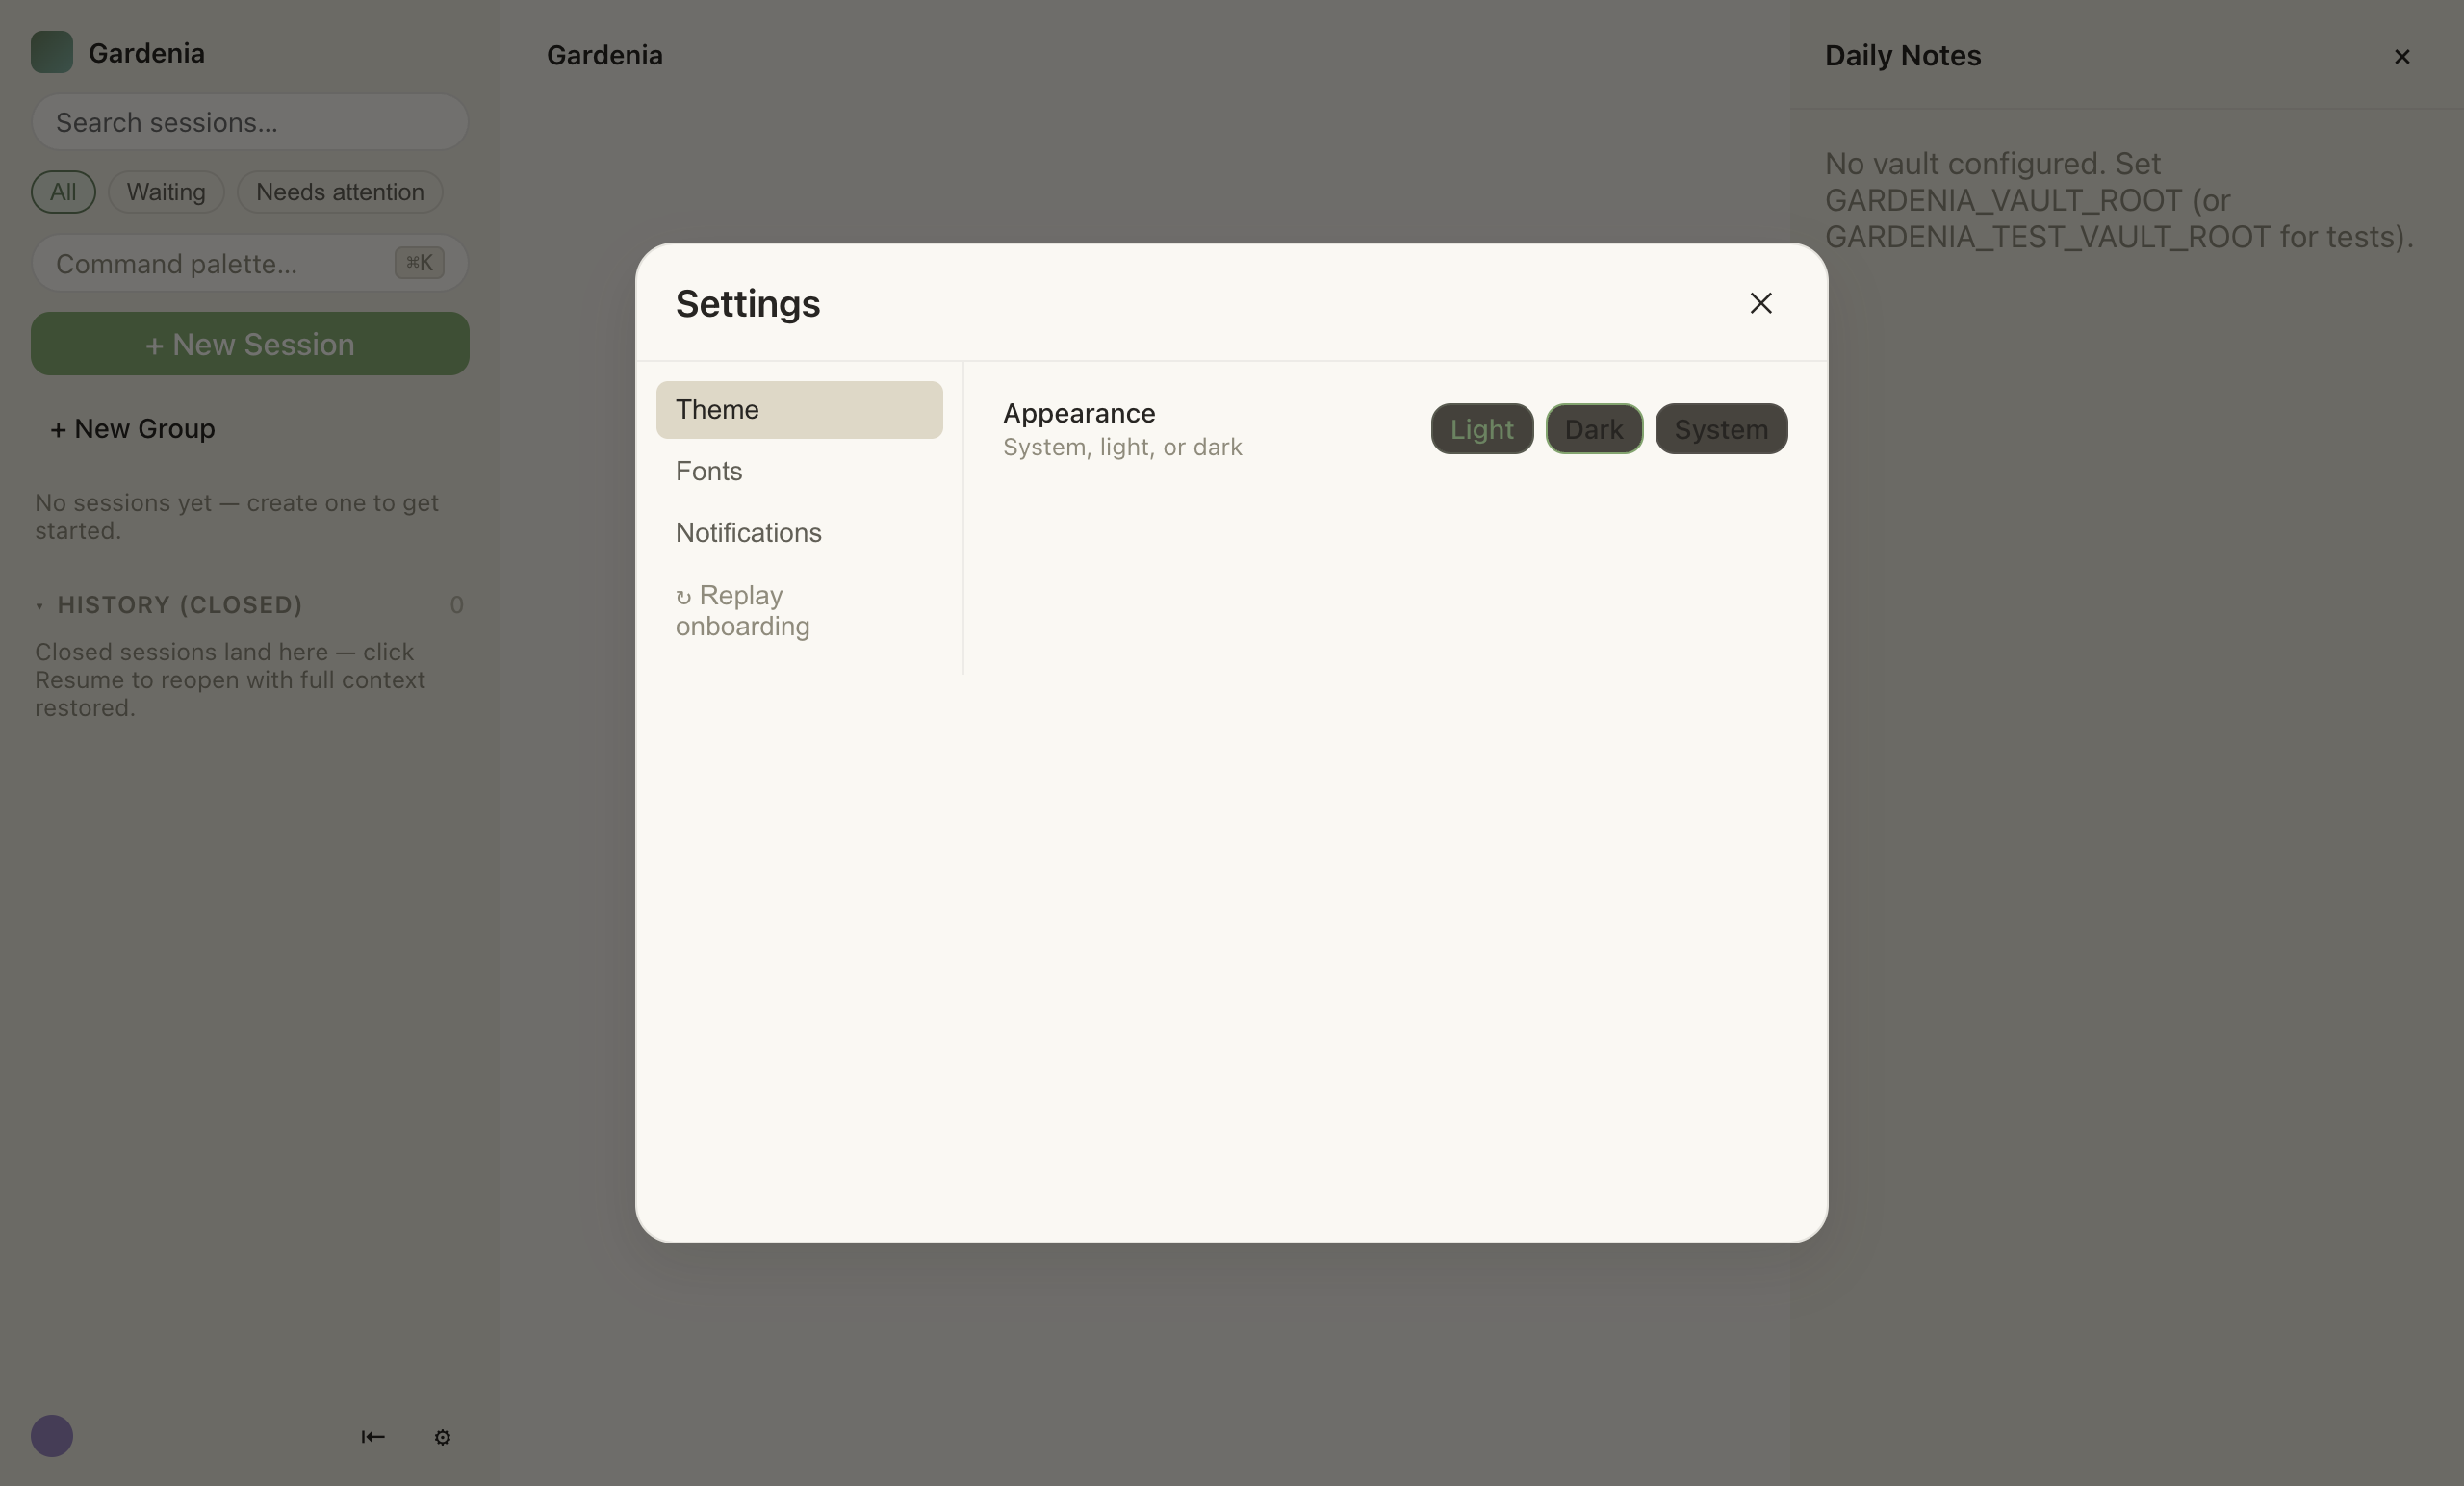 Gardenia
Search sessions...
All
Waiting
Needs attention
Command palette...
⌘K
+ New Session
+ New Group
No sessions yet — create one to get
started.
▾ HISTORY (CLOSED) 0
Closed sessions land here — click
Resume to reopen with full context
restored.
Gardenia
Settings
Theme
Fonts
Notifications
↻ Replay
onboarding
Appearance
System, light, or dark
Light
Dark
System
Daily Notes
No vault configured. Set
GARDENIA_VAULT_ROOT (or
GARDENIA_TEST_VAULT_ROOT for tests).